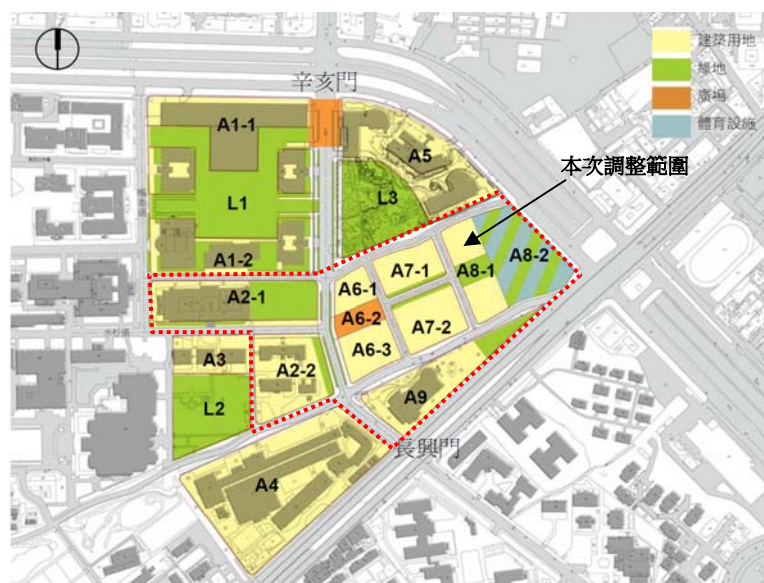 建築用地
綠地
廣場
體育設施
辛亥門
A1-1
A5
本次調整範圍
L1
L3
A1-2
A7-1
A8-1
A8-2
A2-1
A6-1
A6-2
A7-2
A6-3
A3
A2-2
L2
A9
長興門
A4